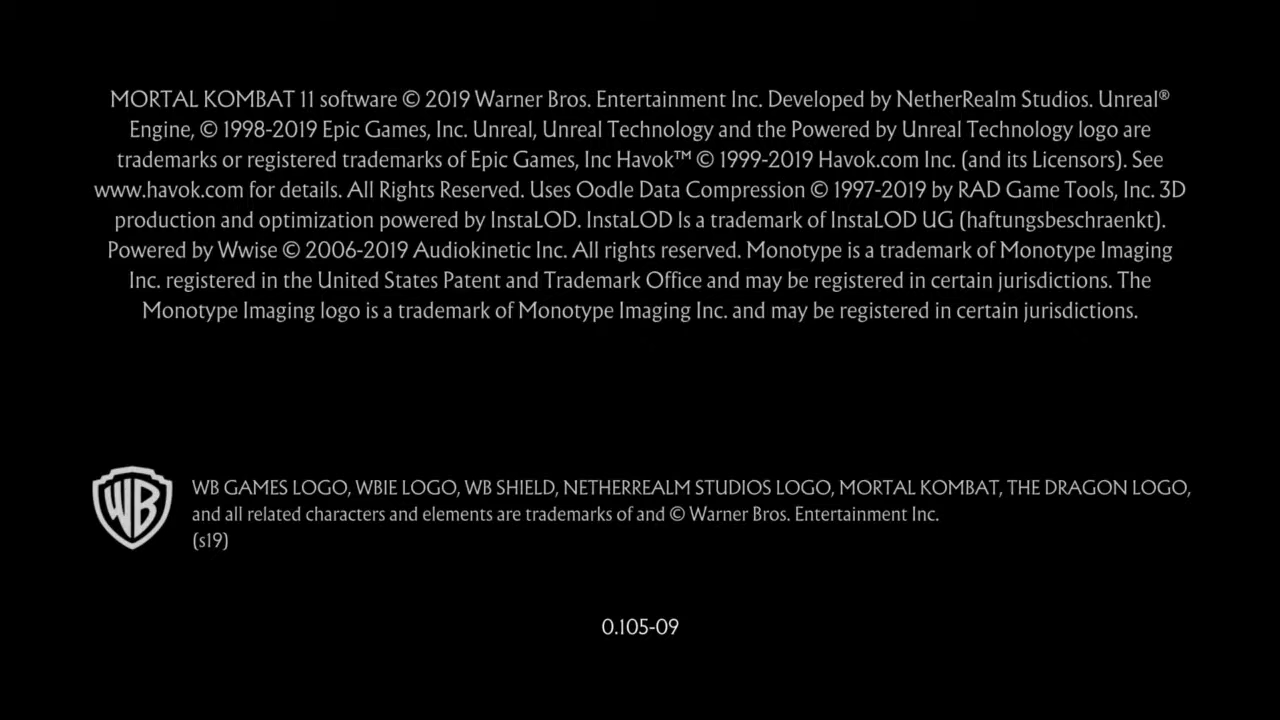 MORTAL KOMBAT 11 software © 2019 Warner Bros. Entertainment Inc. Developed by NetherRealm Studios. Unreal®
Engine, © 1998-2019 Epic Games, Inc. Unreal, Unreal Technology and the Powered by Unreal Technology logo are
trademarks or registered trademarks of Epic Games, Inc Havok™ © 1999-2019 Havok.com Inc. (and its Licensors). See
www.havok.com for details. All Rights Reserved. Uses Oodle Data Compression © 1997-2019 by RAD Game Tools, Inc. 3D
production and optimization powered by InstaLOD. InstaLOD Is a trademark of InstaLOD UG (haftungsbeschraenkt).
Powered by Wwise © 2006-2019 Audiokinetic Inc. All rights reserved. Monotype is a trademark of Monotype Imaging
Inc. registered in the United States Patent and Trademark Office and may be registered in certain jurisdictions. The
Monotype Imaging logo is a trademark of Monotype Imaging Inc. and may be registered in certain jurisdictions.
WB
WB GAMES LOGO, WBIE LOGO, WB SHIELD, NETHERREALM STUDIOS LOGO, MORTAL KOMBAT, THE DRAGON LOGO,
and all related characters and elements are trademarks of and © Warner Bros. Entertainment Inc.
(s19)
0.105-09